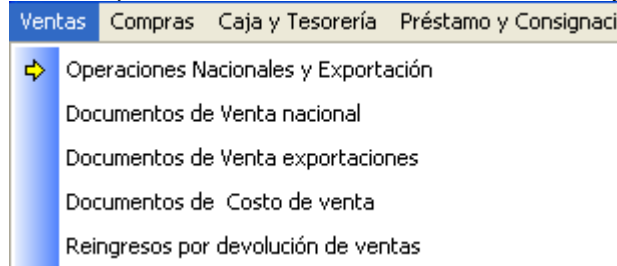 Ventas Compras Caja y Tesorería Préstamo y Consignaci
Operaciones Nacionales y Exportación
Documentos de Venta nacional
Documentos de Venta exportaciones
Documentos de Costo de venta
Reingresos por devolución de ventas